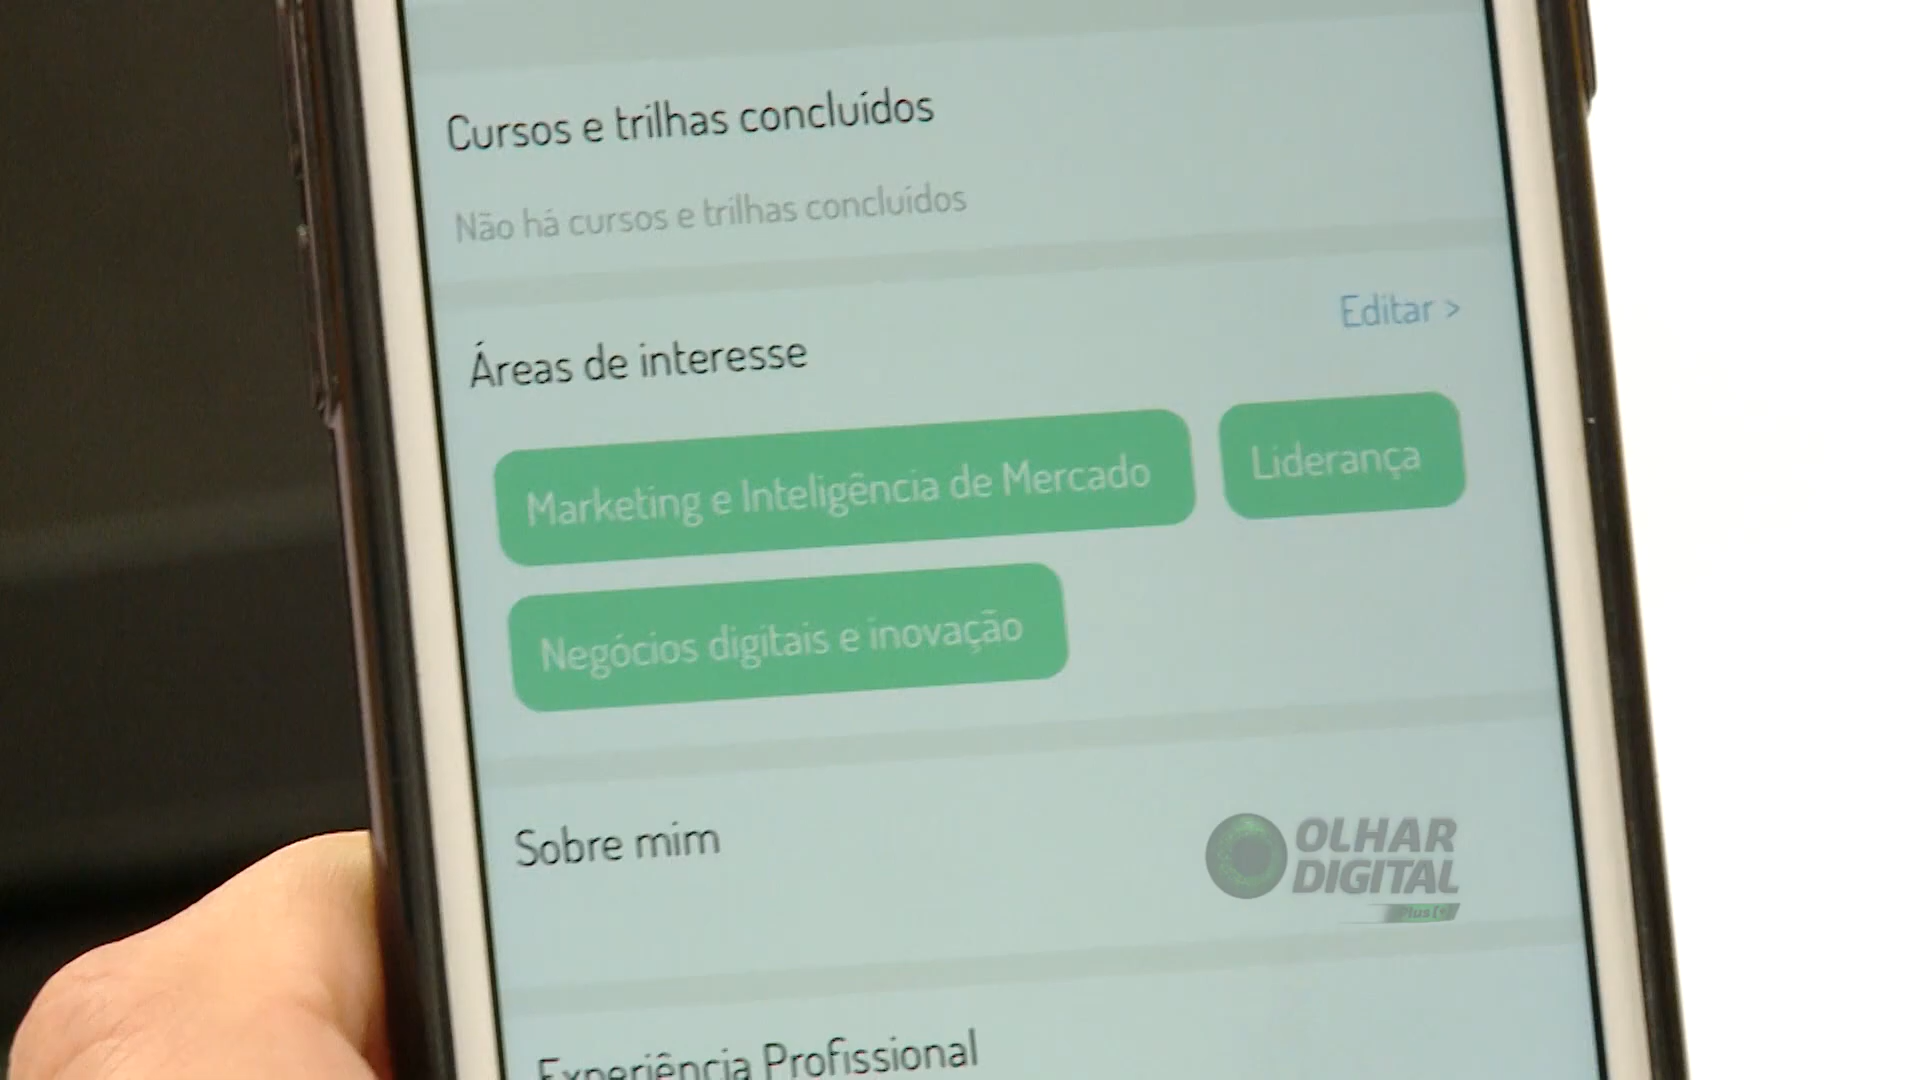 Cursos e trilhas concluídos
Não há cursos e trilhas concluídos
Editar >
Áreas de interesse
Marketing e Inteligência de Mercado
Liderança
Negócios digitais e inovação
Sobre mim
OLHAR
DIGITAL
Plus[+]
Experiência Profissional